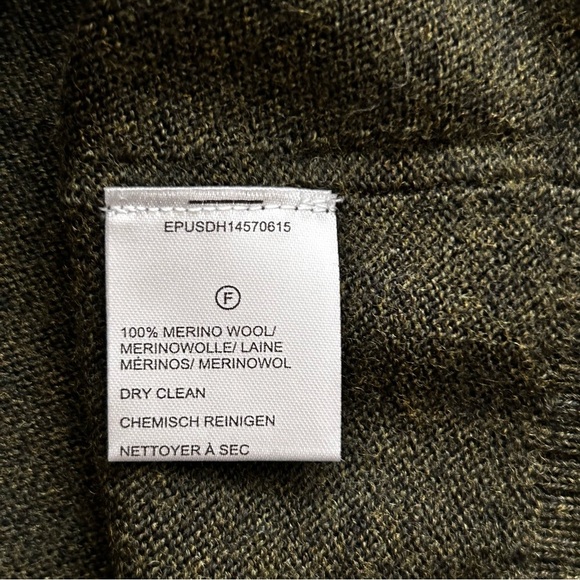 EPUSDH14570615
F
100% MERINO WOOL/
MERINOWOLLE/ LAINE
MÉRINOS/ MERINOWOL
DRY CLEAN
CHEMISCH REINIGEN
NETTOYER À SEC